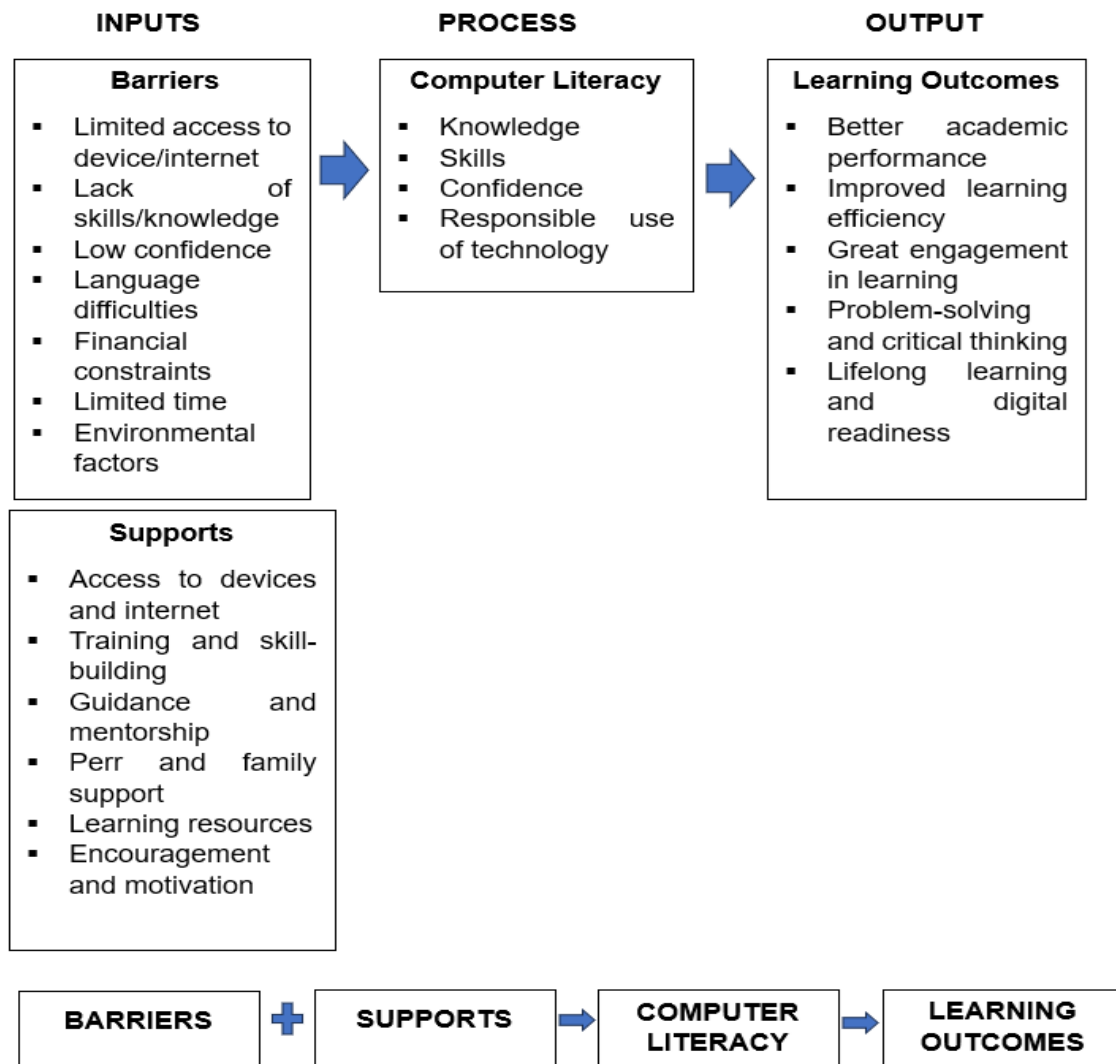 INPUTS
PROCESS
OUTPUT
Barriers
▪ Limited access to
device/internet
▪ Lack of
skills/knowledge
▪ Low confidence
▪ Language
difficulties
▪ Financial
constraints
▪ Limited time
▪ Environmental
factors
Supports
▪ Access to devices
and internet
▪ Training and skill-
building
▪ Guidance and
mentorship
▪ Perr and family
support
▪ Learning resources
▪ Encouragement
and motivation
Computer Literacy
▪ Knowledge
▪ Skills
▪ Confidence
▪ Responsible use
of technology
Learning Outcomes
▪ Better academic
performance
▪ Improved learning
efficiency
▪ Great engagement
in learning
▪ Problem-solving
and critical thinking
▪ Lifelong learning
and digital
readiness
BARRIERS
SUPPORTS
COMPUTER
LITERACY
LEARNING
OUTCOMES